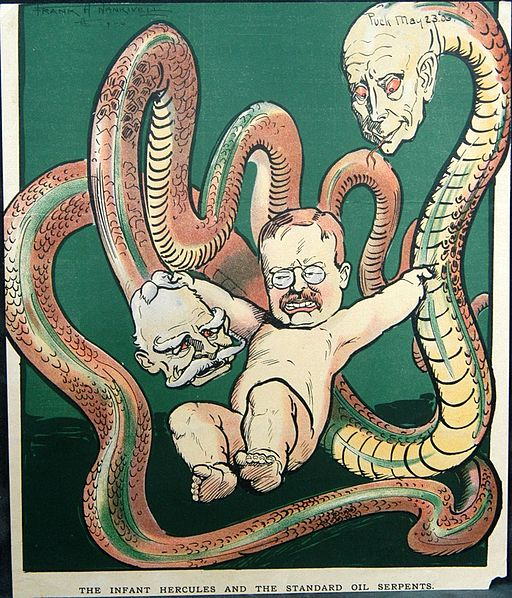 FRANK A NANKIVELL
Puck May 23.06
THE INFANT HERCULES AND THE STANDARD OIL SERPENTS.